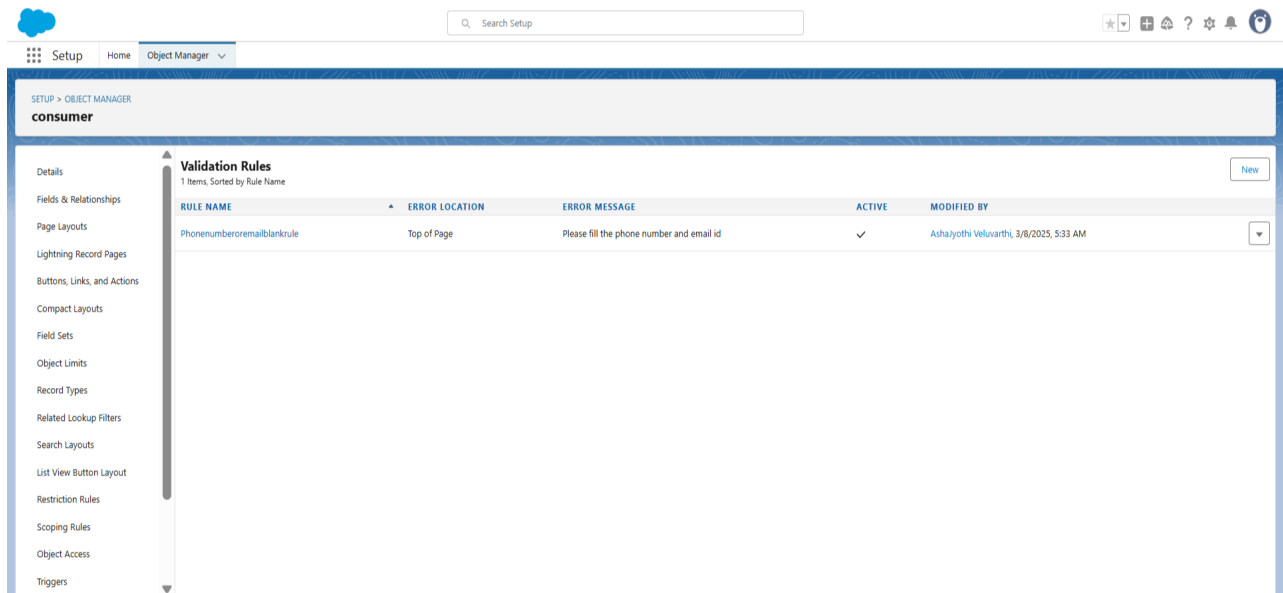 Search Setup
Setup Home Object Manager
SETUP > OBJECT MANAGER
consumer
Details
Fields & Relationships
Page Layouts
Lightning Record Pages
Buttons, Links, and Actions
Compact Layouts
Field Sets
Object Limits
Record Types
Related Lookup Filters
Search Layouts
List View Button Layout
Restriction Rules
Scoping Rules
Object Access
Triggers
Validation Rules
1 Items, Sorted by Rule Name
New
RULE NAME ERROR LOCATION ERROR MESSAGE ACTIVE MODIFIED BY
Phonenumberoremailblankrule Top of Page Please fill the phone number and email id AshaJyothi Veluvarthi, 3/8/2025, 5:33 AM